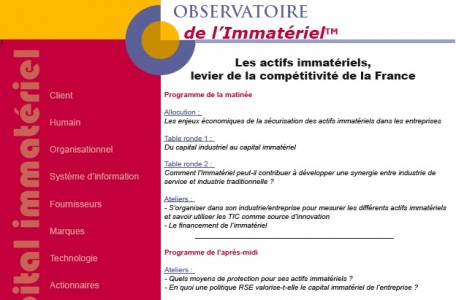 OBSERVATOIRE
de l'Immatériel™
Les actifs immatériels,
levier de la compétitivité de la France
Programme de la matinée
Allocution :
Les enjeux économiques de la sécurisation des actifs immatériels dans les entreprises
Table ronde 1 :
Du capital industriel au capital immatériel
Table ronde 2 :
Comment l'Immatériel peut-il contribuer à développer une synergie entre industrie de
service et industrie traditionnelle ?
Ateliers :
- S'organiser dans son industrie/entreprise pour mesurer les différents actifs immatériels
et savoir utiliser les TIC comme source d'innovation
- Le financement de l'immatériel
Programme de l'après-midi
Ateliers :
- Quels moyens de protection pour ses actifs immatériels ?
- En quoi une politique RSE valorise-t-elle le capital immatériel de l'entreprise ?
pital immatériel
Client
Humain
Organisationnel
Système d'information
Fournisseurs
Marques
Technologie
Actionnaires